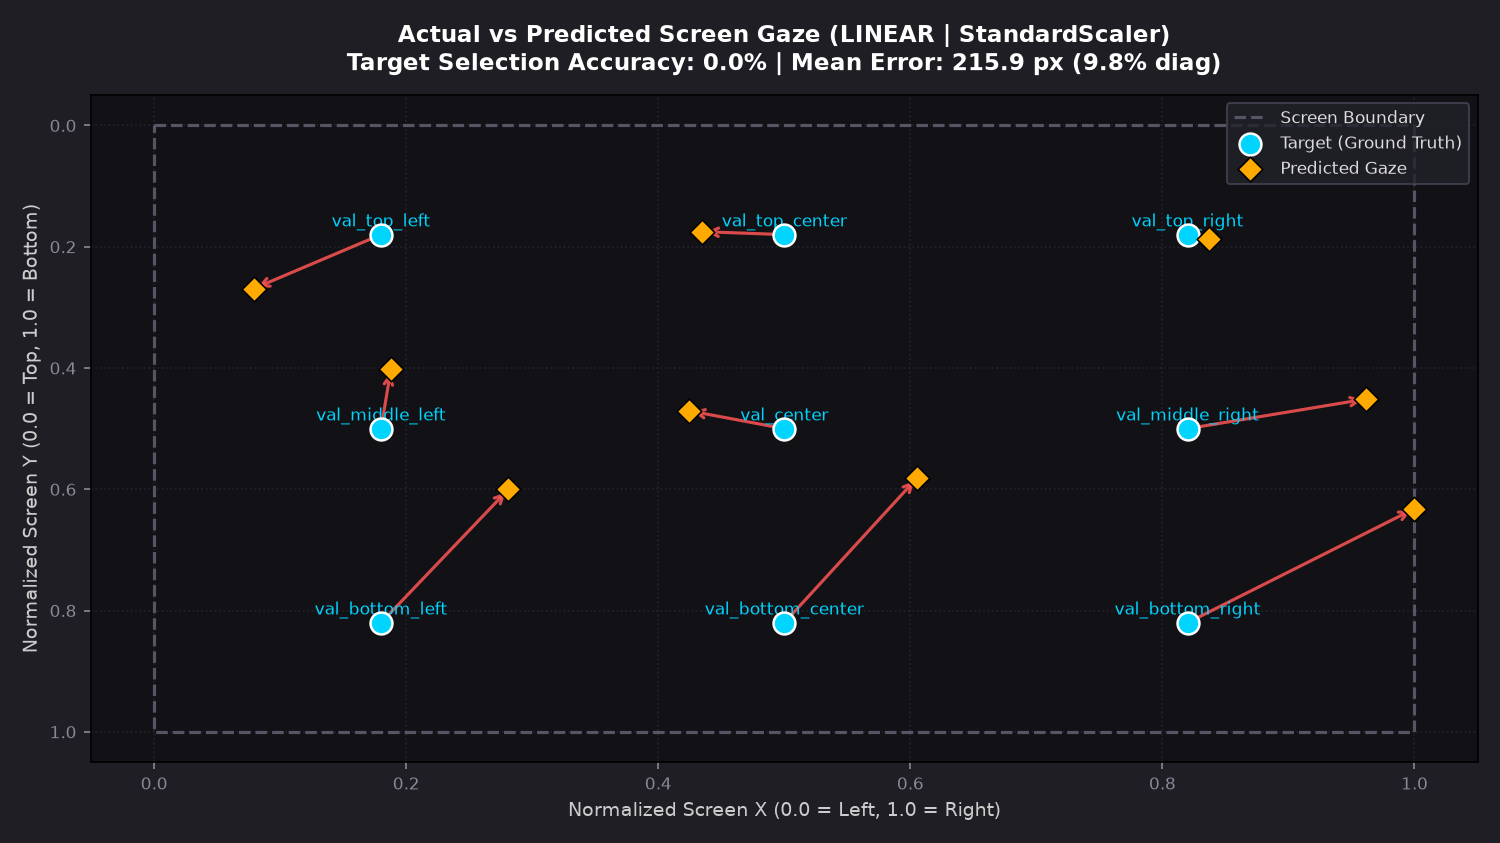 Actual vs Predicted Screen Gaze (LINEAR | StandardScaler)
Target Selection Accuracy: 0.0% | Mean Error: 215.9 px (9.8% diag)
Screen Boundary
Target (Ground Truth)
Predicted Gaze
val_top_left
val_top_center
val_top_right
val_middle_left
val_center
val_middle_right
val_bottom_left
val_bottom_center
val_bottom_right
Normalized Screen Y (0.0 = Top, 1.0 = Bottom)
0.0
0.2
0.4
0.6
0.8
1.0
0.0
0.2
0.4
0.6
0.8
1.0
Normalized Screen X (0.0 = Left, 1.0 = Right)